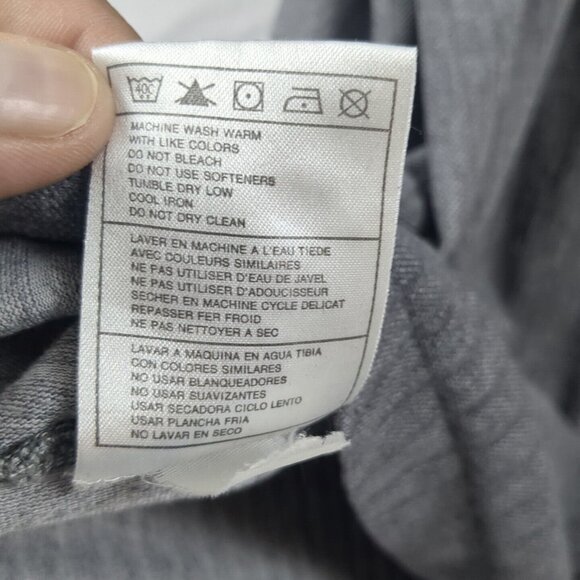 40C
MACHINE WASH WARM
WITH LIKE COLORS
DO NOT BLEACH
DO NOT USE SOFTENERS
TUMBLE DRY LOW
COOL IRON
DO NOT DRY CLEAN
LAVER EN MACHINE A L'EAU TIEDE
AVEC COULEURS SIMILAIRES
NE PAS UTILISER D'EAU DE JAVEL
NE PAS UTILISER D'ADOUCISSEUR
SECHER EN MACHINE CYCLE DELICAT
REPASSER FER FROID
NE PAS NETTOYER A SEC
LAVAR A MAQUINA EN AGUA TIBIA
CON COLORES SIMILARES
NO USAR BLANQUEADORES
NO USAR SUAVIZANTES
USAR SECADORA CICLO LENTO
USAR PLANCHA FRIA
NO LAVAR EN SECO